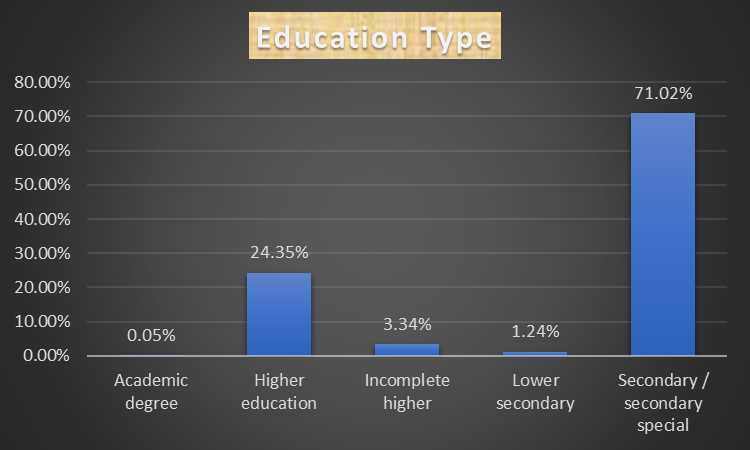 Education Type
80.00%
70.00%
60.00%
50.00%
40.00%
30.00%
20.00%
10.00%
0.00%
0.05%
24.35%
3.34%
1.24%
71.02%
Academic
degree
Higher
education
Incomplete
higher
Lower
secondary
Secondary /
secondary
special